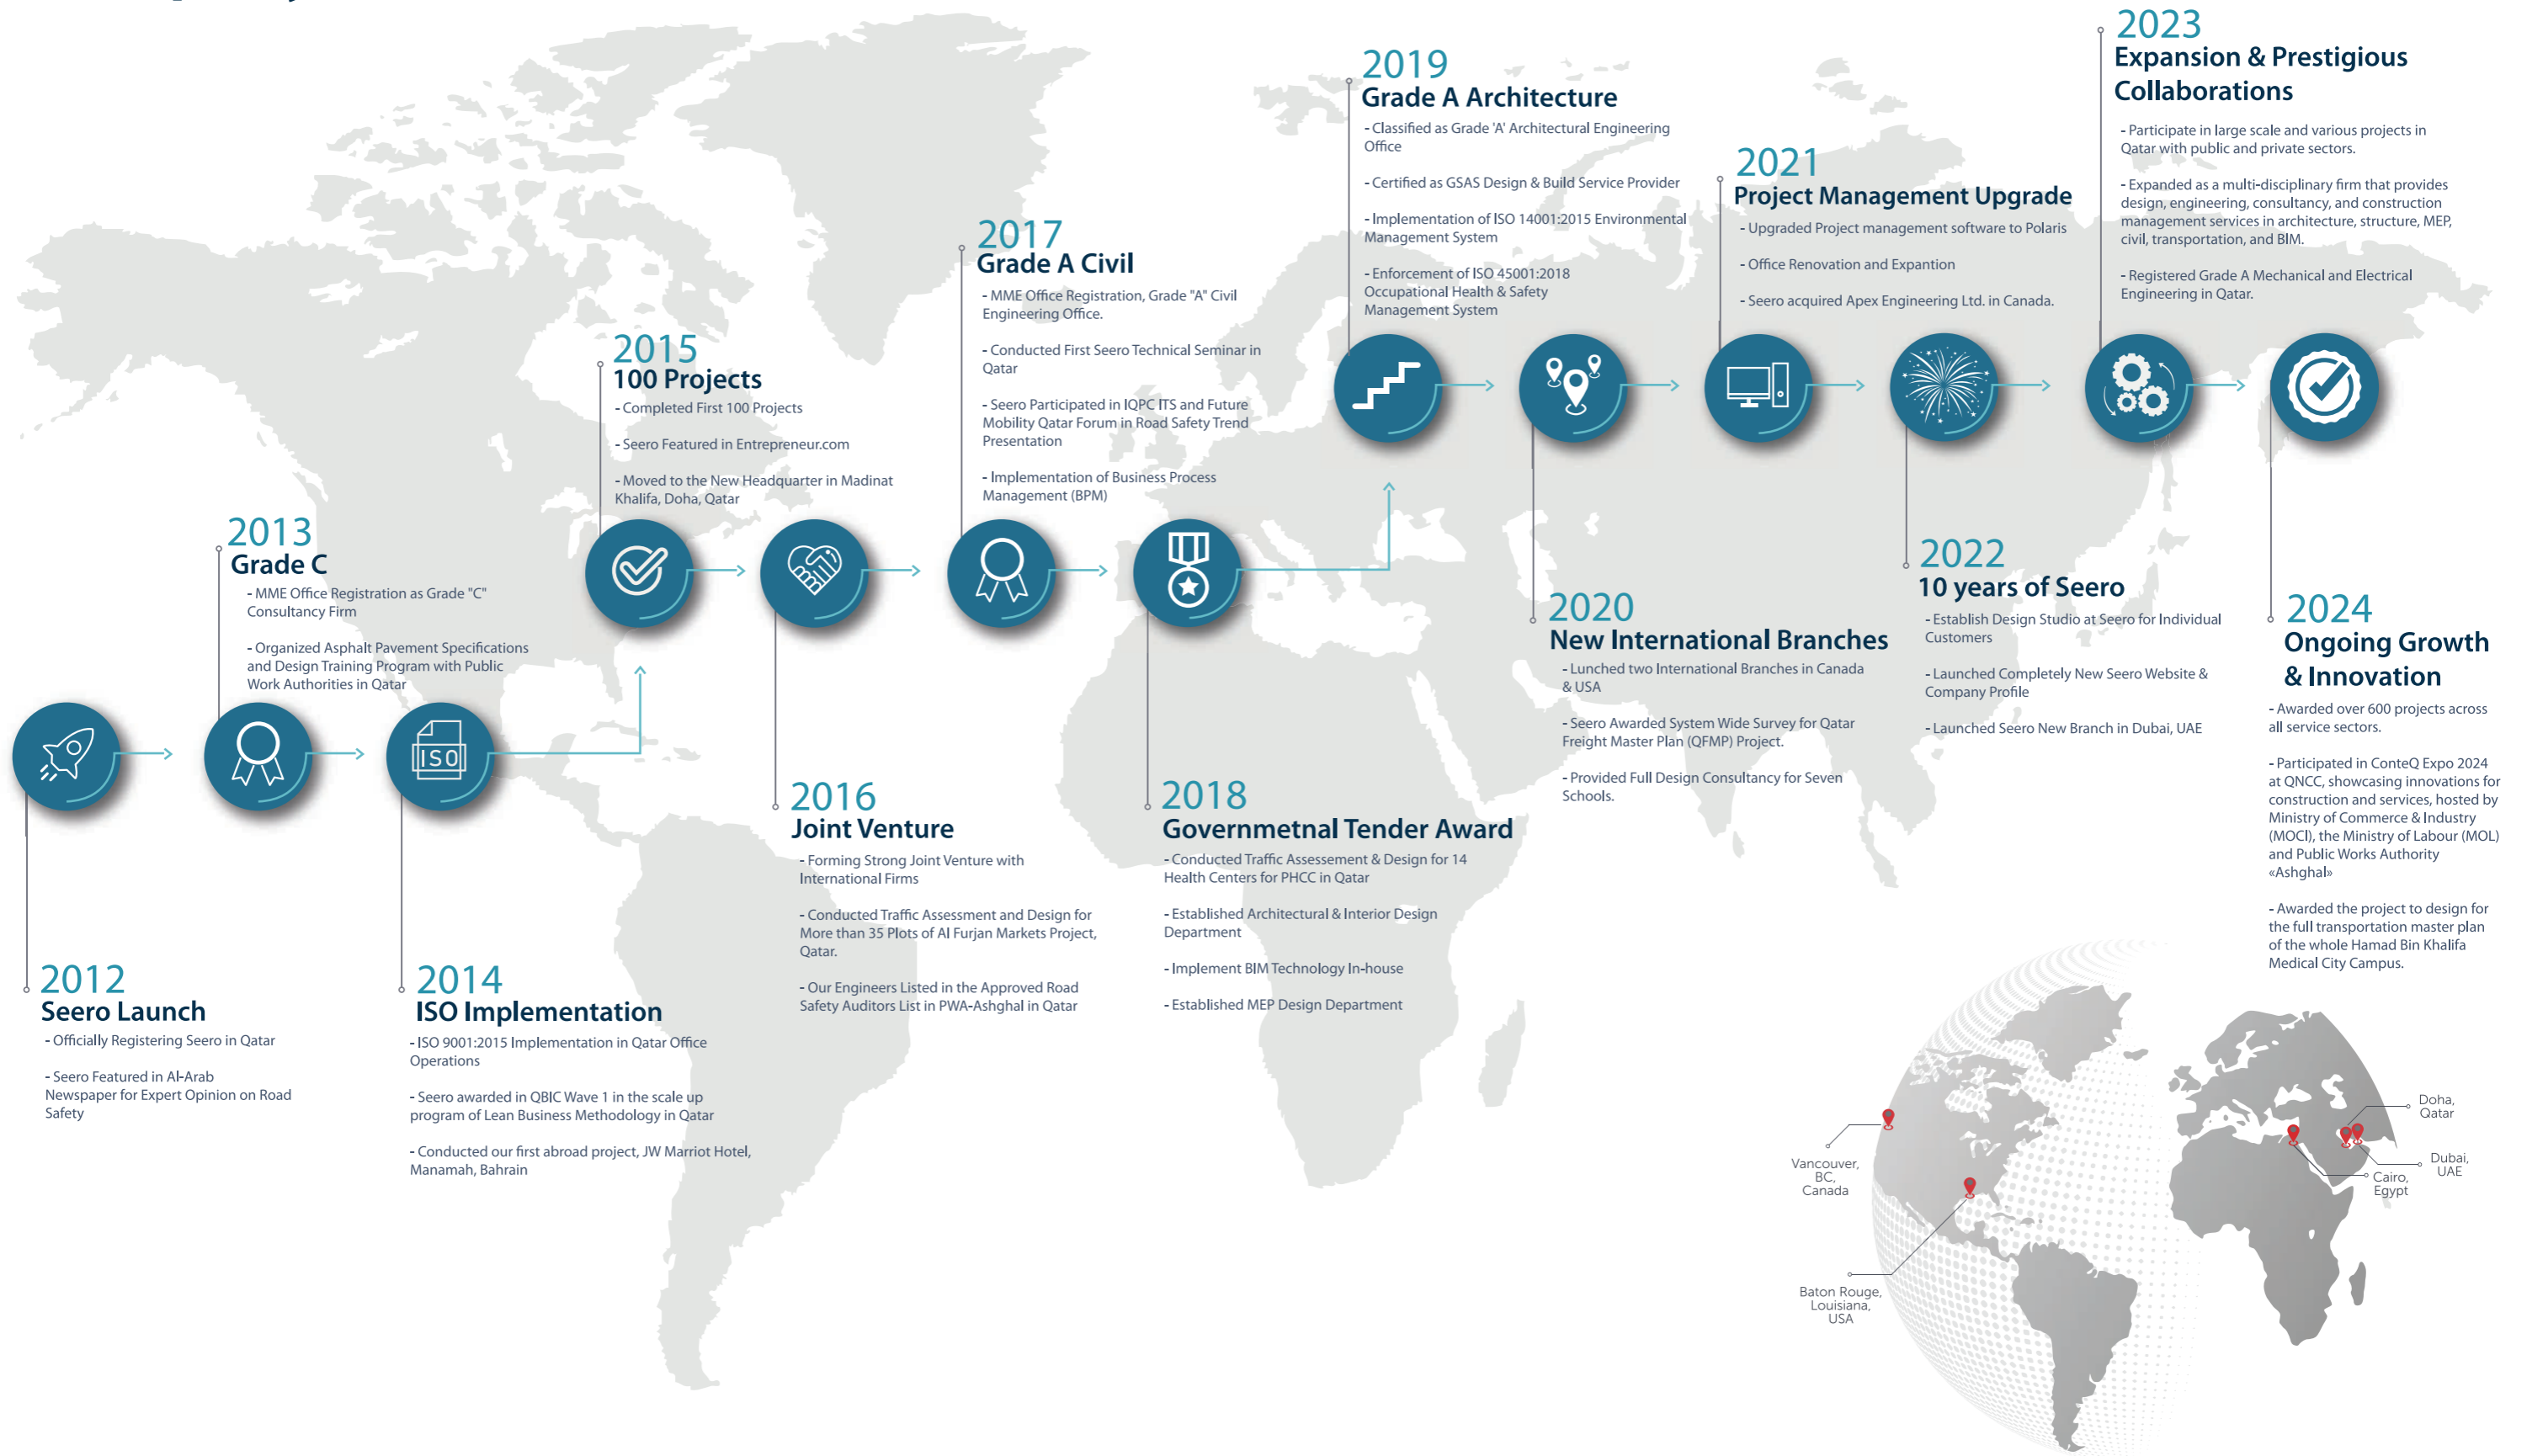 2012
Seero Launch
- Officially Registering Seero in Qatar
- Seero Featured in Al-Arab
Newspaper for Expert Opinion on Road
Safety
2013
Grade C
- MME Office Registration as Grade "C"
Consultancy Firm
- Organized Asphalt Pavement Specifications
and Design Training Program with Public
Work Authorities in Qatar
ISO
2014
ISO Implementation
- ISO 9001:2015 Implementation in Qatar Office
Operations
- Seero awarded in QBIC Wave 1 in the scale up
program of Lean Business Methodology in Qatar
- Conducted our first abroad project, JW Marriot Hotel,
Manamah, Bahrain
2015
100 Projects
- Completed First 100 Projects
- Seero Featured in Entrepreneur.com
- Moved to the New Headquarter in Madinat
Khalifa, Doha, Qatar
2016
Joint Venture
- Forming Strong Joint Venture with
International Firms
- Conducted Traffic Assessment and Design for
More than 35 Plots of Al Furjan Markets Project,
Qatar.
- Our Engineers Listed in the Approved Road
Safety Auditors List in PWA-Ashghal in Qatar
2017
Grade A Civil
- MME Office Registration, Grade "A" Civil
Engineering Office.
- Conducted First Seero Technical Seminar in
Qatar
- Seero Participated in IQPC ITS and Future
Mobility Qatar Forum in Road Safety Trend
Presentation
- Implementation of Business Process
Management (BPM)
2018
Governmetnal Tender Award
- Conducted Traffic Assessement & Design for 14
Health Centers for PHCC in Qatar
- Established Architectural & Interior Design
Department
- Implement BIM Technology In-house
- Established MEP Design Department
2019
Grade A Architecture
- Classified as Grade 'A' Architectural Engineering
Office
- Certified as GSAS Design & Build Service Provider
- Implementation of ISO 14001:2015 Environmental
Management System
- Enforcement of ISO 45001:2018
Occupational Health & Safety
Management System
2020
New International Branches
- Lunched two International Branches in Canada
& USA
- Seero Awarded System Wide Survey for Qatar
Freight Master Plan (QFMP) Project.
- Provided Full Design Consultancy for Seven
Schools.
2021
Project Management Upgrade
- Upgraded Project management software to Polaris
- Office Renovation and Expantion
- Seero acquired Apex Engineering Ltd. in Canada.
2022
10 years of Seero
- Establish Design Studio at Seero for Individual
Customers
- Launched Completely New Seero Website &
Company Profile
- Launched Seero New Branch in Dubai, UAE
2023
Expansion & Prestigious
Collaborations
- Participate in large scale and various projects in
Qatar with public and private sectors.
- Expanded as a multi-disciplinary firm that provides
design, engineering, consultancy, and construction
management services in architecture, structure, MEP,
civil, transportation, and BIM.
- Registered Grade A Mechanical and Electrical
Engineering in Qatar.
2024
Ongoing Growth
& Innovation
- Awarded over 600 projects across
all service sectors.
- Participated in ConteQ Expo 2024
at QNCC, showcasing innovations for
construction and services, hosted by
Ministry of Commerce & Industry
(MOCI), the Ministry of Labour (MOL)
and Public Works Authority
«Ashghal»
- Awarded the project to design for
the full transportation master plan
of the whole Hamad Bin Khalifa
Medical City Campus.
Doha,
Qatar
Dubai,
UAE
Cairo,
Egypt
Vancouver,
BC,
Canada
Baton Rouge,
Louisiana,
USA